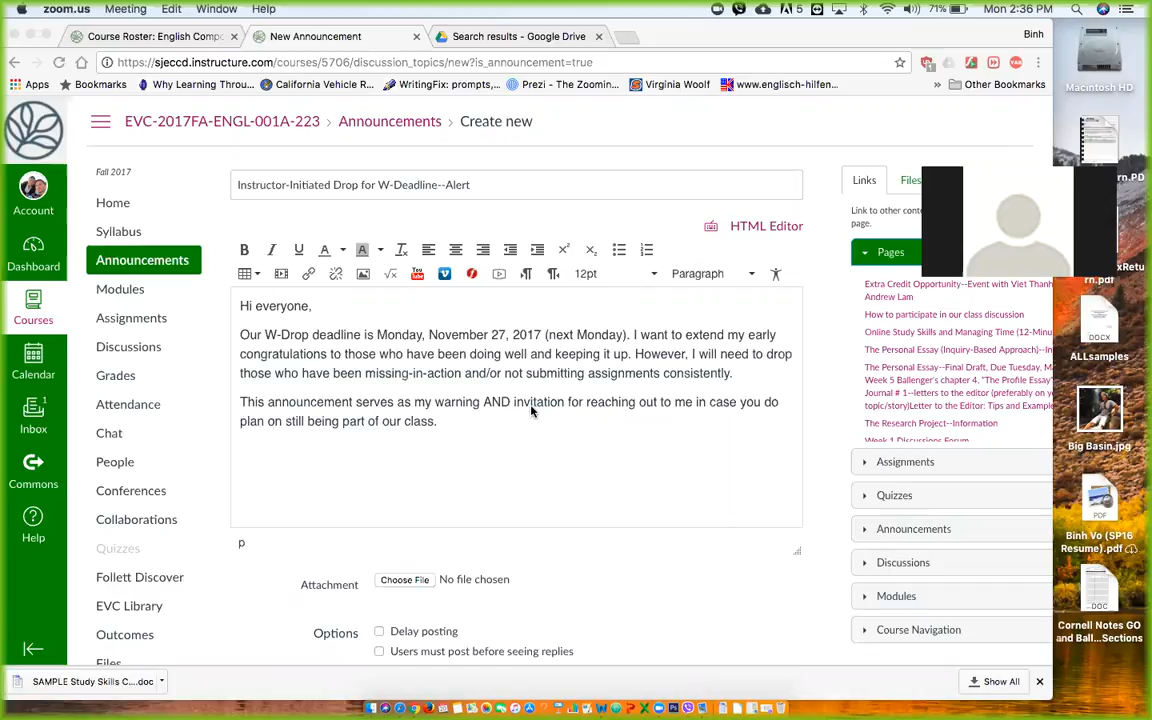 zoom.us Meeting Edit Window Help
5 71% Mon 2:36 PM
Course Roster: English Comp
New Announcement
Search results - Google Drive
Binh
https://sjeccd.instructure.com/courses/5706/discussion_topics/new?is_announcement=true
Apps Bookmarks Why Learning Throu... California Vehicle R... WritingFix: prompts,... Prezi - The Zoomin... Virginia Woolf www.englisch-hilfen... » Other Bookmarks
Macintosh HD
EVC-2017FA-ENGL-001A-223 › Announcements › Create new
Fall 2017
Home
Syllabus
Announcements
Modules
Assignments
Discussions
Grades
Attendance
Chat
People
Conferences
Collaborations
Quizzes
Follett Discover
EVC Library
Outcomes
Files
Account
Dashboard
Courses
Calendar
1
Inbox
Commons
Help
Instructor-Initiated Drop for W-Deadline--Alert
HTML Editor
B I U A A
12pt Paragraph
Hi everyone,
Our W-Drop deadline is Monday, November 27, 2017 (next Monday). I want to extend my early
congratulations to those who have been doing well and keeping it up. However, I will need to drop
those who have been missing-in-action and/or not submitting assignments consistently.
This announcement serves as my warning AND invitation for reaching out to me in case you do
plan on still being part of our class.
p
Attachment Choose File No file chosen
Options Delay posting
Users must post before seeing replies
Links Files
Link to other conte
page.
Pages
Extra Credit Opportunity--Event with Viet Thanh
Andrew Lam
How to participate in our class discussion
Online Study Skills and Managing Time (12-Minu
The Personal Essay (Inquiry-Based Approach)--In
The Personal Essay--Final Draft, Due Tuesday, M
Week 5 Ballenger's chapter 4, "The Profile Essay"
Journal # 1--letters to the editor (preferably on y
topic/story)Letter to the Editor: Tips and Example
The Research Project--Information
Week 1 Discussions Forum
Assignments
Quizzes
Announcements
Discussions
Modules
Course Navigation
rn.PD
xRetu
rn.pdf
DOCX
ALLsamples
Big Basin.jpg
PDF
Binh Vo (SP16
Resume).pdf
DOC
Cornell Notes GO
and Ball...Sections
SAMPLE Study Skills C....doc
Show All